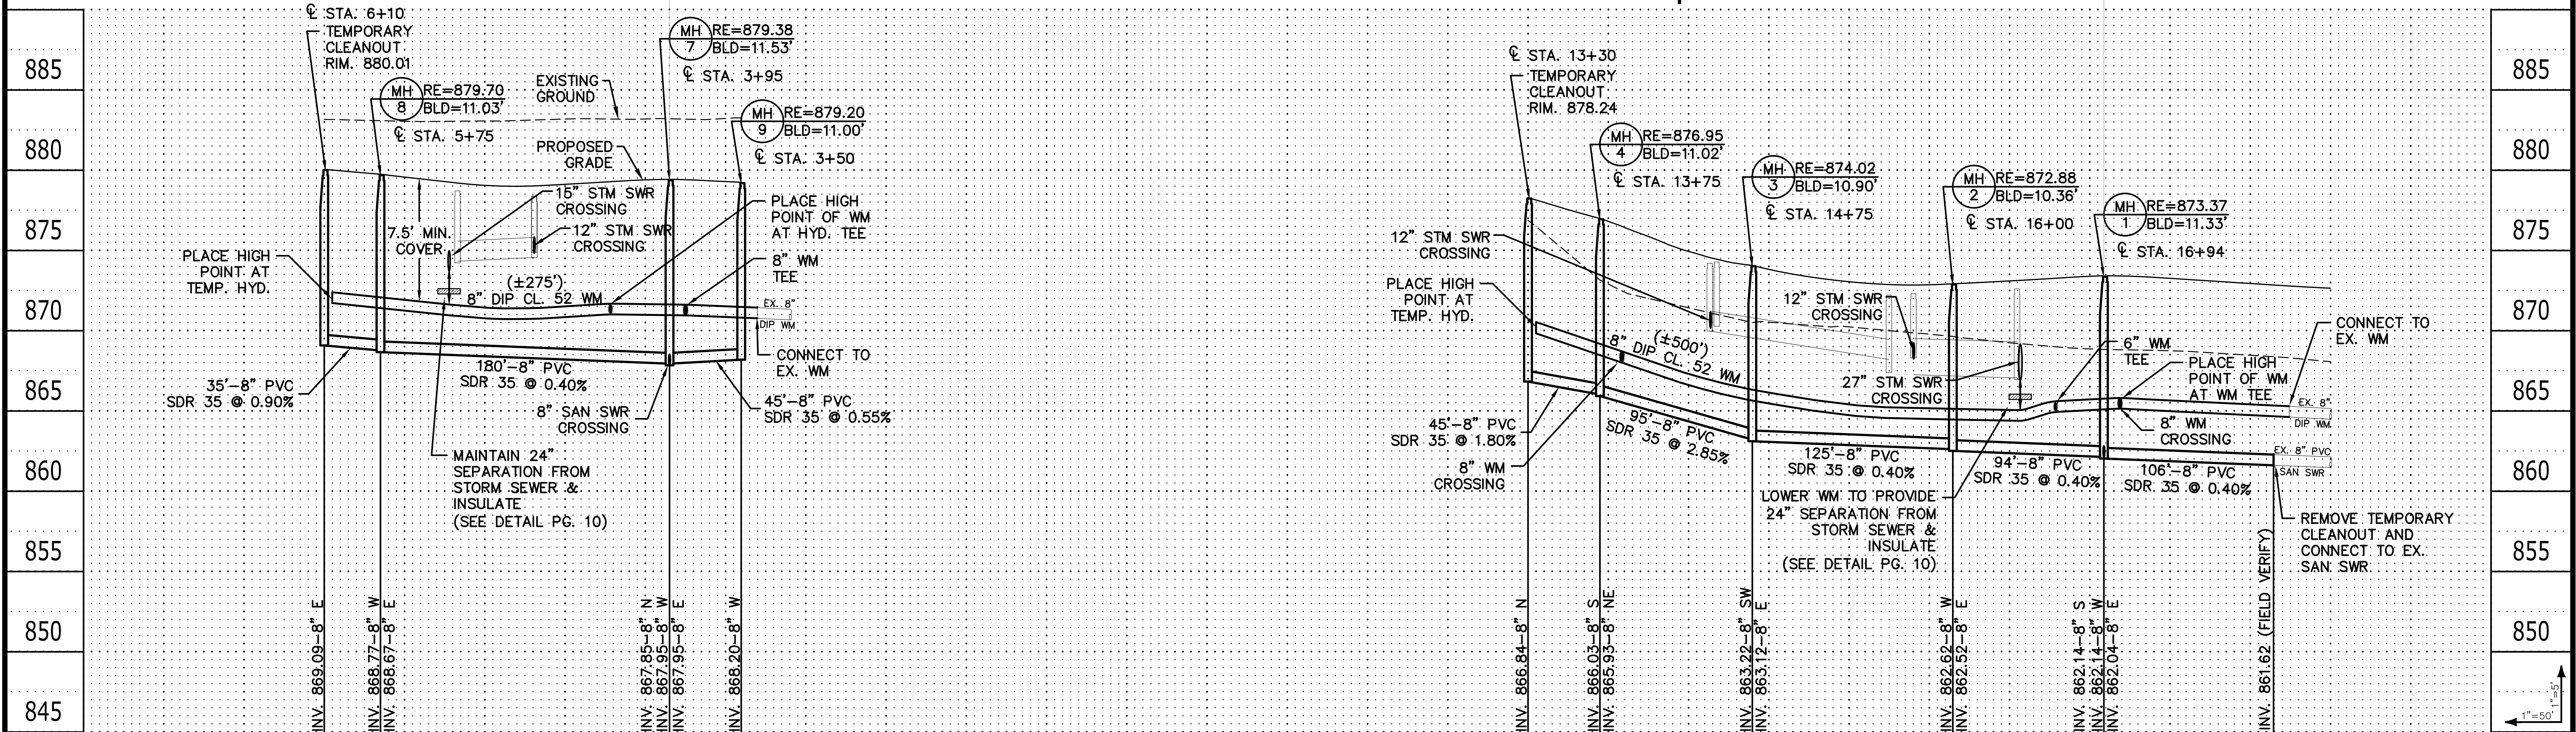 885
880
875
870
865
860
855
850
845
℄ STA. 6+10
TEMPORARY
CLEANOUT
RIM. 880.01
MH
8
RE=879.70
BLD=11.03'
℄ STA. 5+75
EXISTING
GROUND
PROPOSED
GRADE
MH
7
RE=879.38
BLD=11.53'
℄ STA. 3+95
MH
9
RE=879.20
BLD=11.00'
℄ STA. 3+50
15" STM SWR
CROSSING
12" STM SWR
CROSSING
7.5' MIN.
COVER
PLACE HIGH
POINT AT
TEMP. HYD.
(±275')
8" DIP CL. 52 WM
PLACE HIGH
POINT OF WM
AT HYD. TEE
8" WM
TEE
EX. 8"
DIP WM
CONNECT TO
EX. WM
35'-8" PVC
SDR 35 @ 0.90%
180'-8" PVC
SDR 35 @ 0.40%
8" SAN SWR
CROSSING
45'-8" PVC
SDR 35 @ 0.55%
MAINTAIN 24"
SEPARATION FROM
STORM SEWER &
INSULATE
(SEE DETAIL PG. 10)
INV. 869.09-8" E
INV. 868.77-8" W
INV. 868.67-8" E
INV. 867.85-8" N
INV. 867.95-8" W
INV. 867.95-8" E
INV. 868.20-8" W
℄ STA. 13+30
TEMPORARY
CLEANOUT
RIM. 878.24
MH
4
RE=876.95
BLD=11.02'
℄ STA. 13+75
MH
3
RE=874.02
BLD=10.90'
℄ STA. 14+75
MH
2
RE=872.88
BLD=10.36'
℄ STA. 16+00
MH
1
RE=873.37
BLD=11.33'
℄ STA. 16+94
12" STM SWR
CROSSING
PLACE HIGH
POINT AT
TEMP. HYD.
(±500')
8" DIP CL. 52 WM
12" STM SWR
CROSSING
27" STM SWR
CROSSING
6" WM
TEE
PLACE HIGH
POINT OF WM
AT WM TEE
CONNECT TO
EX. WM
EX. 8"
DIP WM
8" WM
CROSSING
45'-8" PVC
SDR 35 @ 1.80%
8" WM
CROSSING
95'-8" PVC
SDR 35 @ 2.85%
125'-8" PVC
SDR 35 @ 0.40%
94'-8" PVC
SDR 35 @ 0.40%
106'-8" PVC
SDR 35 @ 0.40%
EX. 8" PVC
SAN SWR
LOWER WM TO PROVIDE
24" SEPARATION FROM
STORM SEWER &
INSULATE
(SEE DETAIL PG. 10)
REMOVE TEMPORARY
CLEANOUT AND
CONNECT TO EX.
SAN SWR
INV. 866.84-8" N
INV. 866.03-8" S
INV. 865.93-8" NE
INV. 863.22-8" SW
INV. 863.12-8" E
INV. 862.62-8" W
INV. 862.52-8" E
INV. 862.14-8" S
INV. 862.14-8" W
INV. 862.04-8" E
INV. 861.62 (FIELD VERIFY)
885
880
875
870
865
860
855
850
845
1"=5'
1"=50'